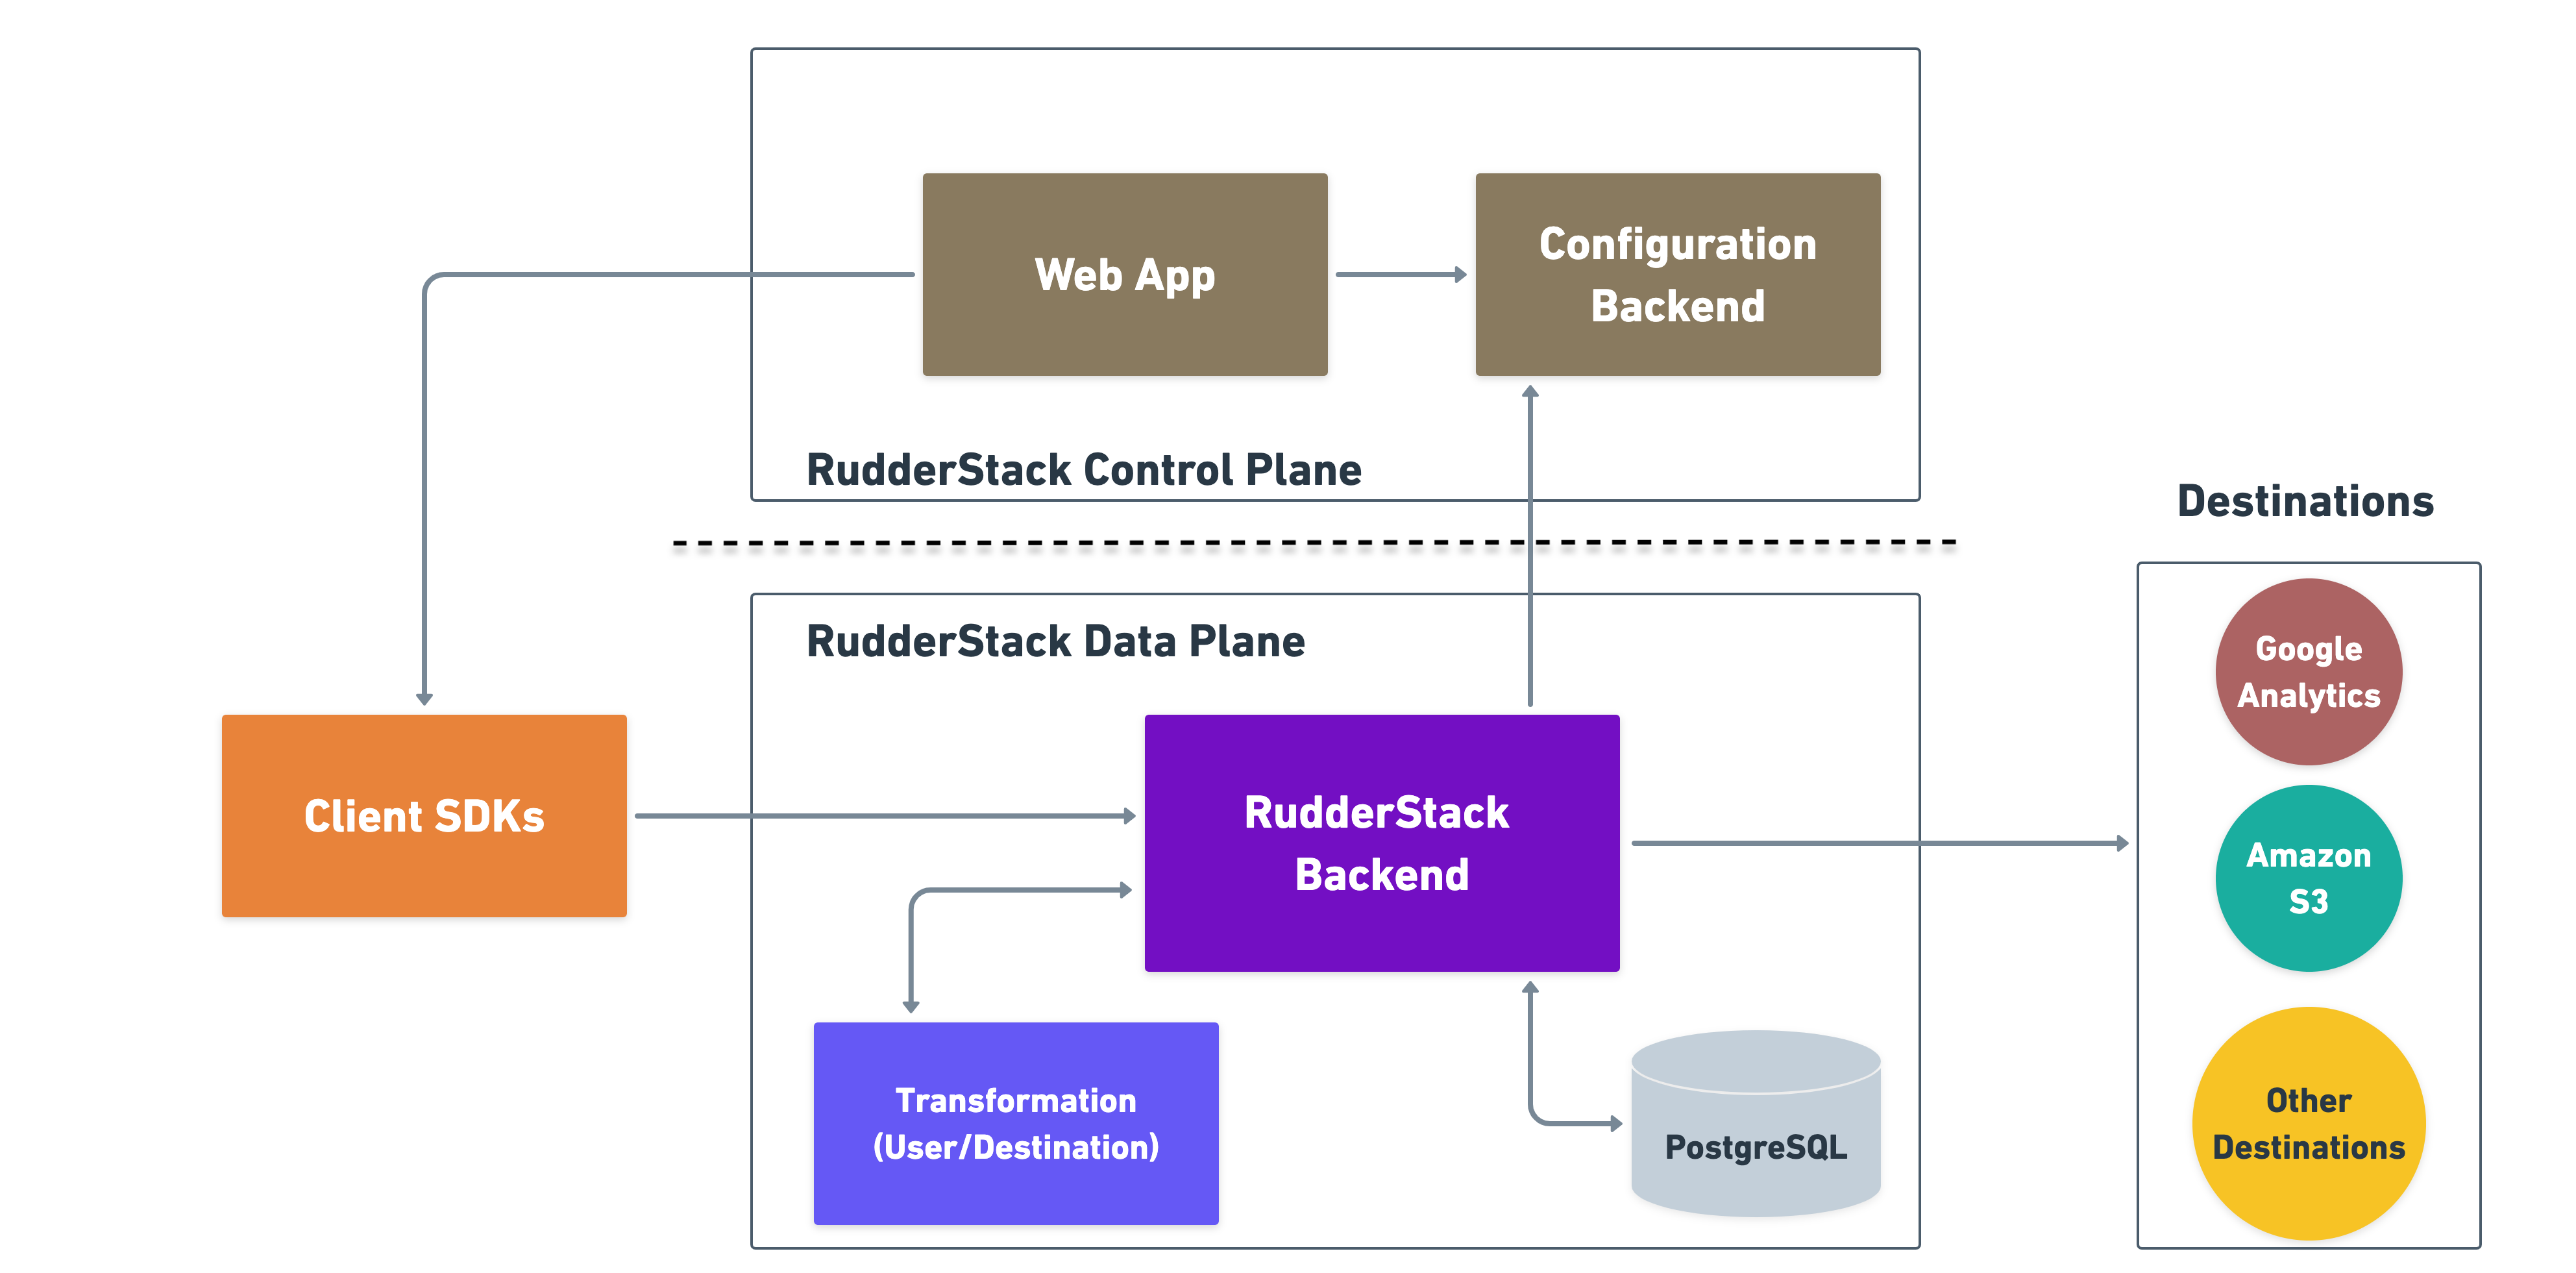 Web App
Configuration
Backend
RudderStack Control Plane
Destinations
RudderStack Data Plane
Google
Analytics
Client SDKs
RudderStack
Backend
Amazon
S3
Transformation
(User/Destination)
PostgreSQL
Other
Destinations